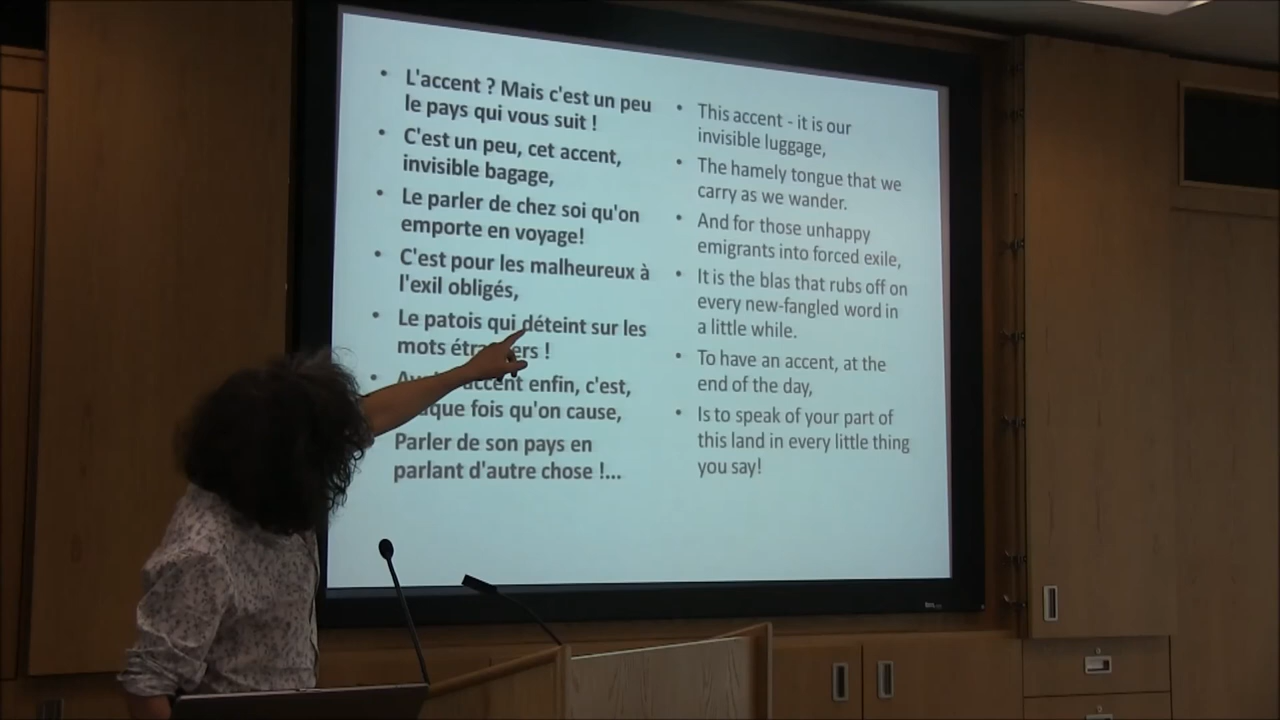 • L'accent ? Mais c'est un peu
le pays qui vous suit !
• C'est un peu, cet accent,
invisible bagage,
• Le parler de chez soi qu'on
emporte en voyage!
• C'est pour les malheureux à
l'exil obligés,
• Le patois qui déteint sur les
mots !
• accent enfin, c'est,
fois qu'on cause,
Parler de son pays en
parlant d'autre chose !...
• This accent - it is our
invisible luggage,
• The hamely tongue that we
carry as we wander.
• And for those unhappy
emigrants into forced exile,
• It is the blas that rubs off on
every new-fangled word in
a little while.
• To have an accent, at the
end of the day,
• Is to speak of your part of
this land in every little thing
you say!